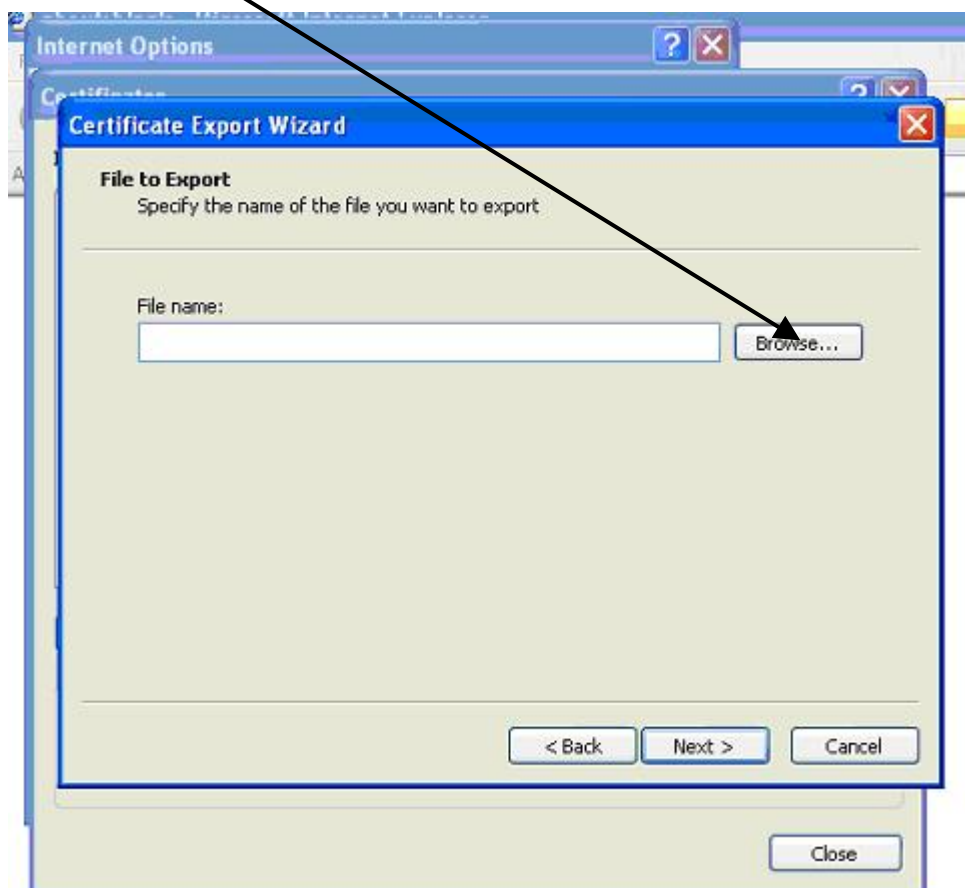 Internet Options
Certificate Export Wizard
File to Export
Specify the name of the file you want to export
File name:
Browse...
< Back
Next >
Cancel
Close